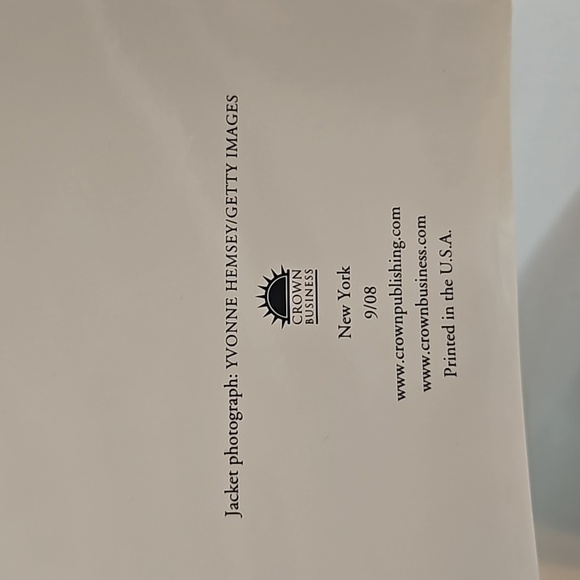 Jacket photograph: YVONNE HEMSEY/GETTY IMAGES
CROWN
BUSINESS
New York
9/08
www.crownpublishing.com
www.crownbusiness.com
Printed in the U.S.A.